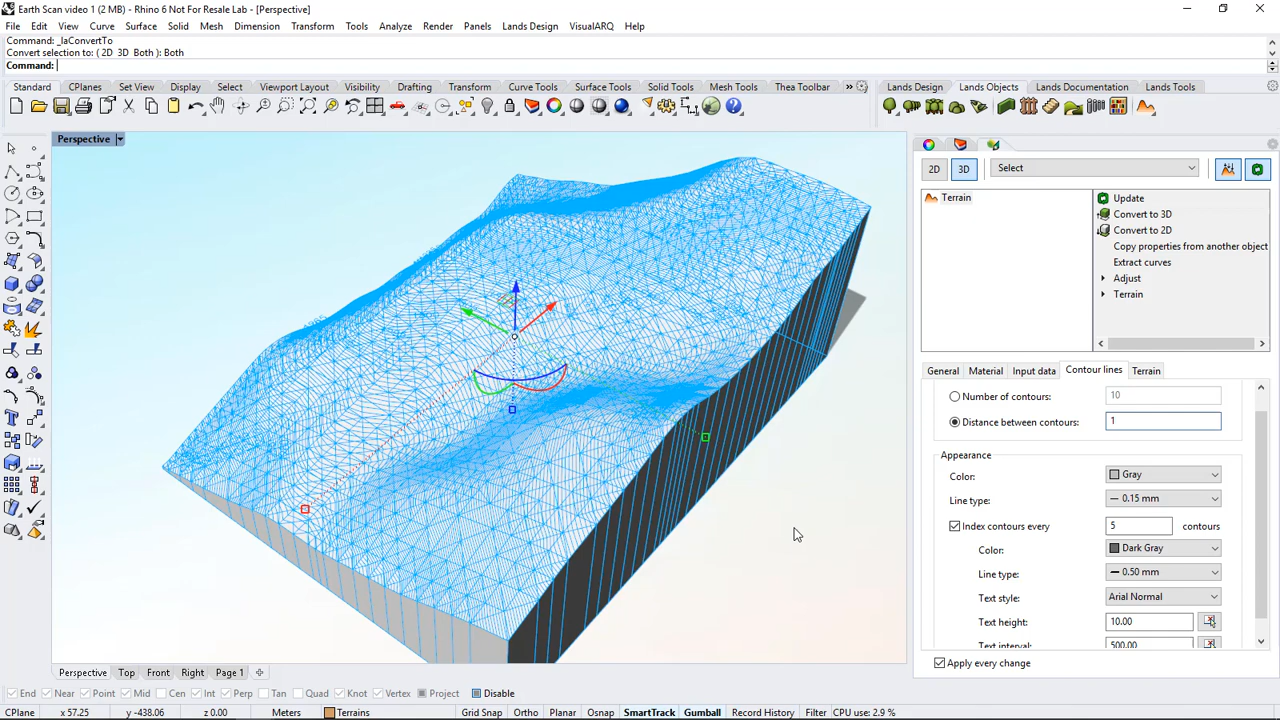 Earth Scan video 1 (2 MB) - Rhino 6 Not For Resale Lab - [Perspective]
File Edit View Curve Surface Solid Mesh Dimension Transform Tools Analyze Render Panels Lands Design VisualARQ Help
Command: _laConvertTo
Convert selection to: ( 2D 3D Both ): Both
Command:
Standard CPlanes Set View Display Select Viewport Layout Visibility Drafting Transform Curve Tools Surface Tools Solid Tools Mesh Tools Thea Toolbar » Lands Design Lands Objects Lands Documentation Lands Tools
Perspective
2D 3D Select
Terrain
Update
Convert to 3D
Convert to 2D
Copy properties from another object
Extract curves
Adjust
Terrain
General Material Input data Contour lines Terrain
Number of contours: 10
Distance between contours: 1
Appearance
Color: Gray
Line type: 0.15 mm
Index contours every 5 contours
Color: Dark Gray
Line type: 0.50 mm
Text style: Arial Normal
Text height: 10.00
Text interval: 500.00
Apply every change
Perspective Top Front Right Page 1
End Near Point Mid Cen Int Perp Tan Quad Knot Vertex Project Disable
CPlane x 57.25 y -438.06 z 0.00 Meters Terrains Grid Snap Ortho Planar Osnap SmartTrack Gumball Record History Filter CPU use: 2.9 %